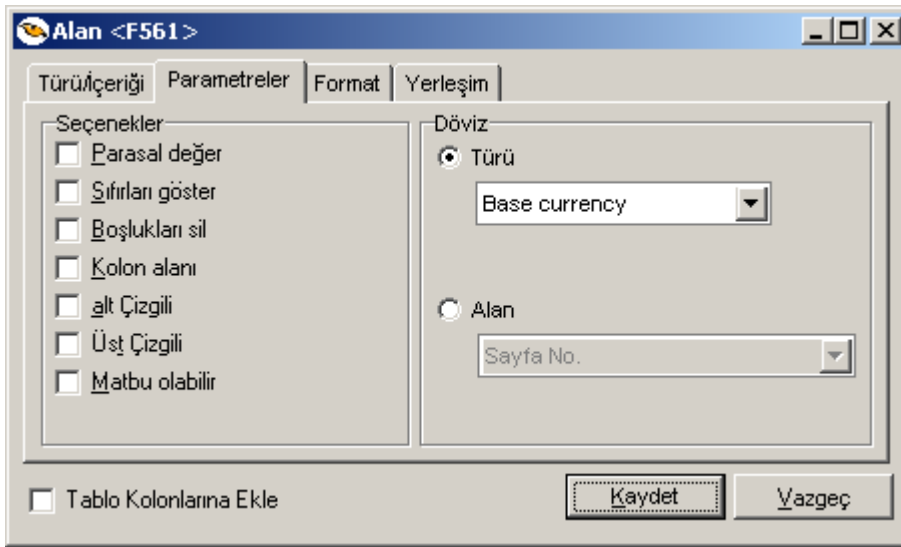 Alan <F561>
Türü/İçeriği Parametreler Format Yerleşim
Seçenekler
Parasal değer
Sıfırları göster
Boşlukları sil
Kolon alanı
alt Çizgili
Üst Çizgili
Matbu olabilir
Döviz
Türü
Base currency
Alan
Sayfa No.
Tablo Kolonlarına Ekle
Kaydet Vazgeç